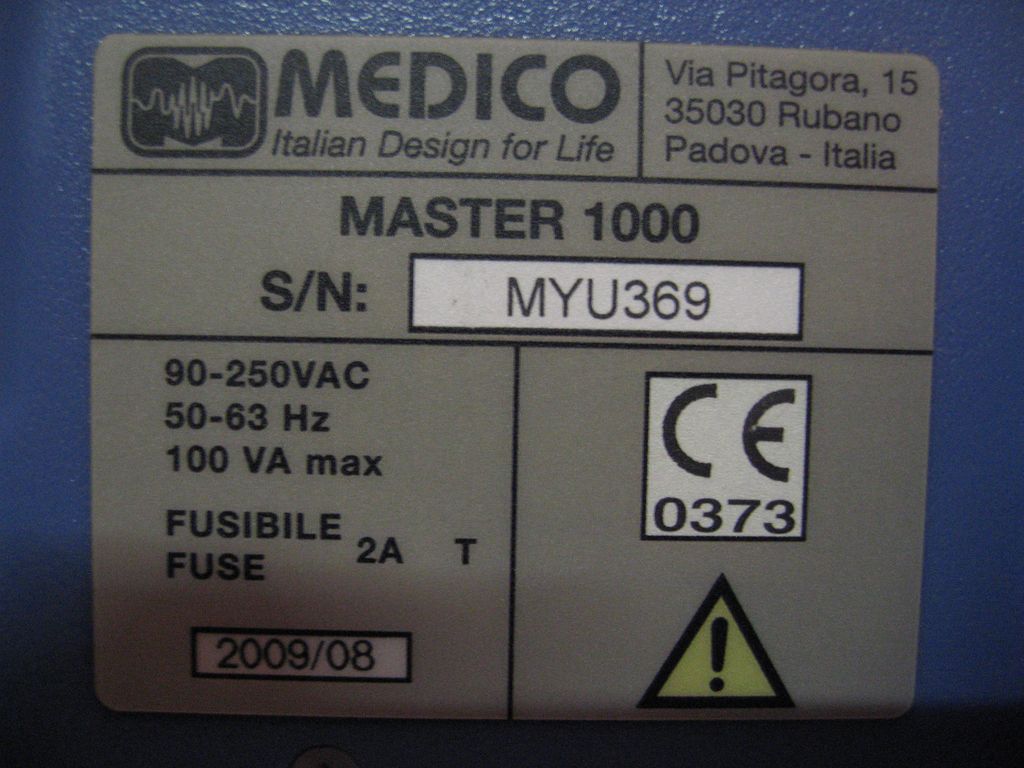 MEDICO
Italian Design for Life
Via Pitagora, 15
35030 Rubano
Padova - Italia
MASTER 1000
S/N: MYU369
90-250VAC
50-63 Hz
100 VA max
FUSIBILE
FUSE 2A T
2009/08
CE
0373
!